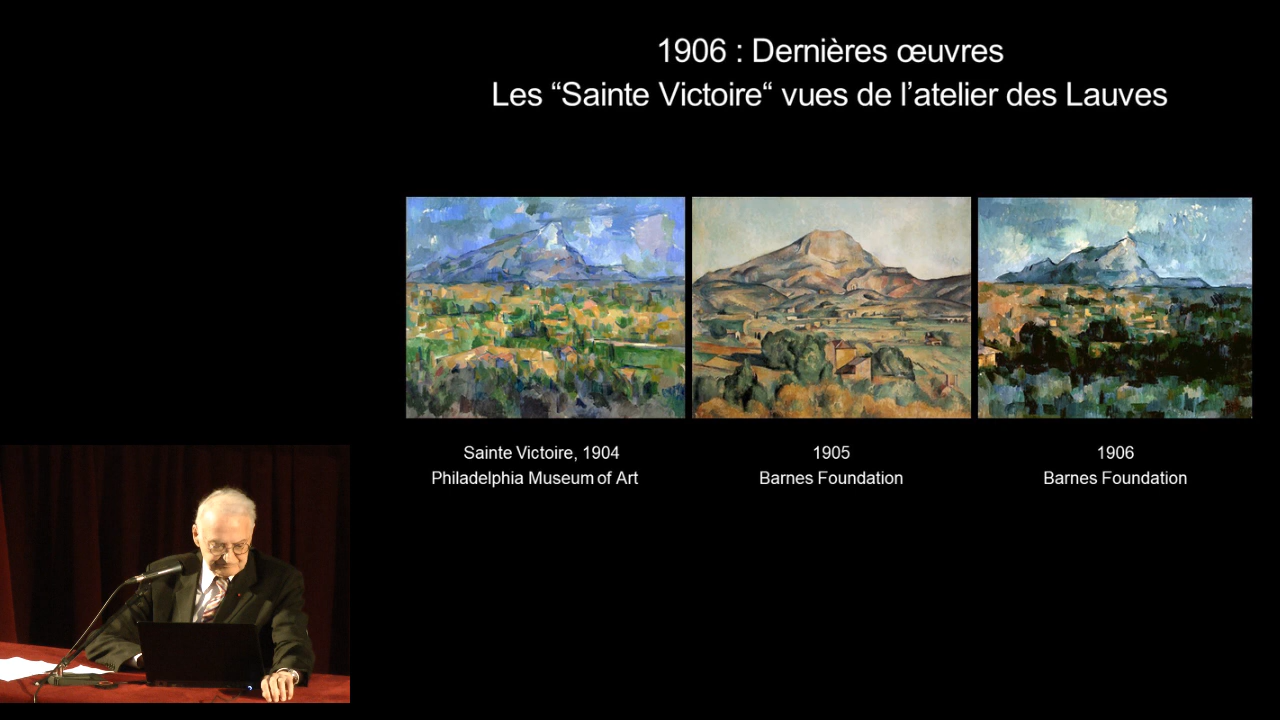 1906 : Dernières œuvres
Les “Sainte Victoire“ vues de l’atelier des Lauves
Sainte Victoire, 1904
Philadelphia Museum of Art
1905
Barnes Foundation
1906
Barnes Foundation